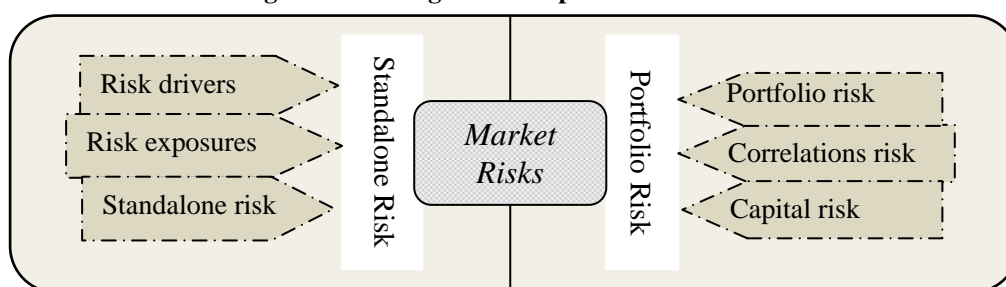 Risk drivers
Risk exposures
Standalone risk
Standalone Risk
Market
Risks
Portfolio Risk
Portfolio risk
Correlations risk
Capital risk